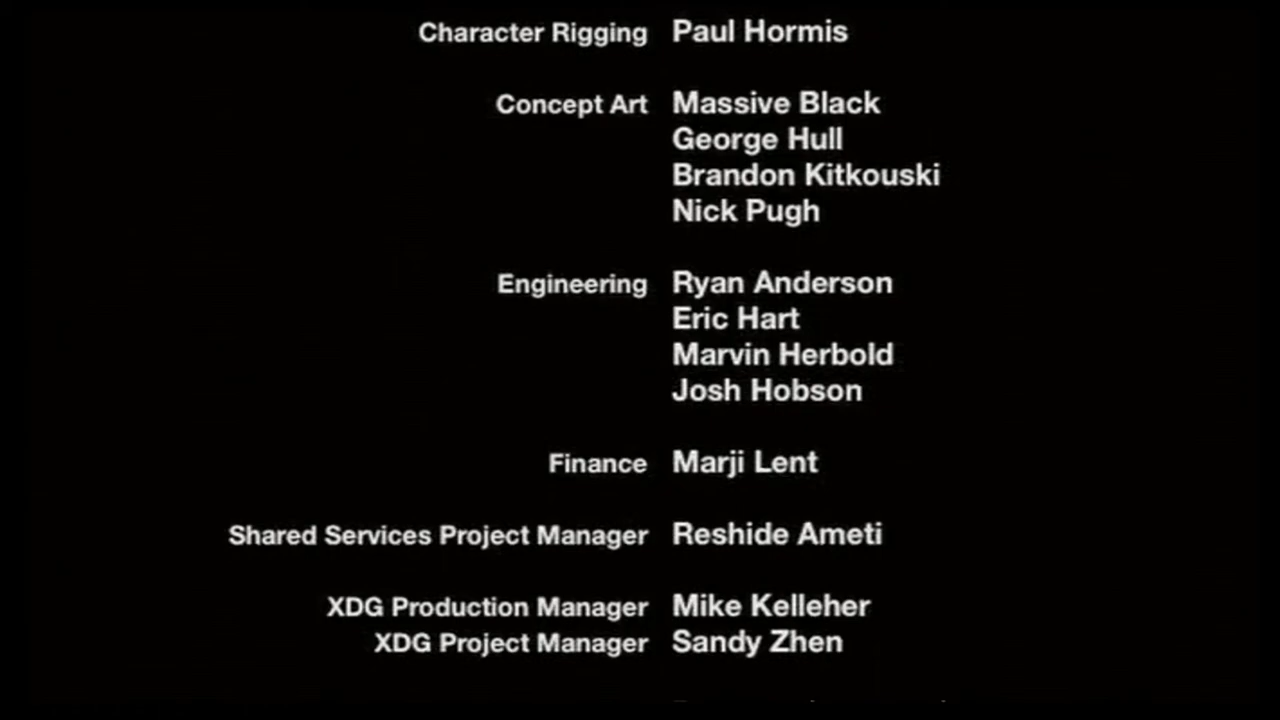 Character Rigging Paul Hormis
Concept Art Massive Black
George Hull
Brandon Kitkouski
Nick Pugh
Engineering Ryan Anderson
Eric Hart
Marvin Herbold
Josh Hobson
Finance Marji Lent
Shared Services Project Manager Reshide Ameti
XDG Production Manager Mike Kelleher
XDG Project Manager Sandy Zhen